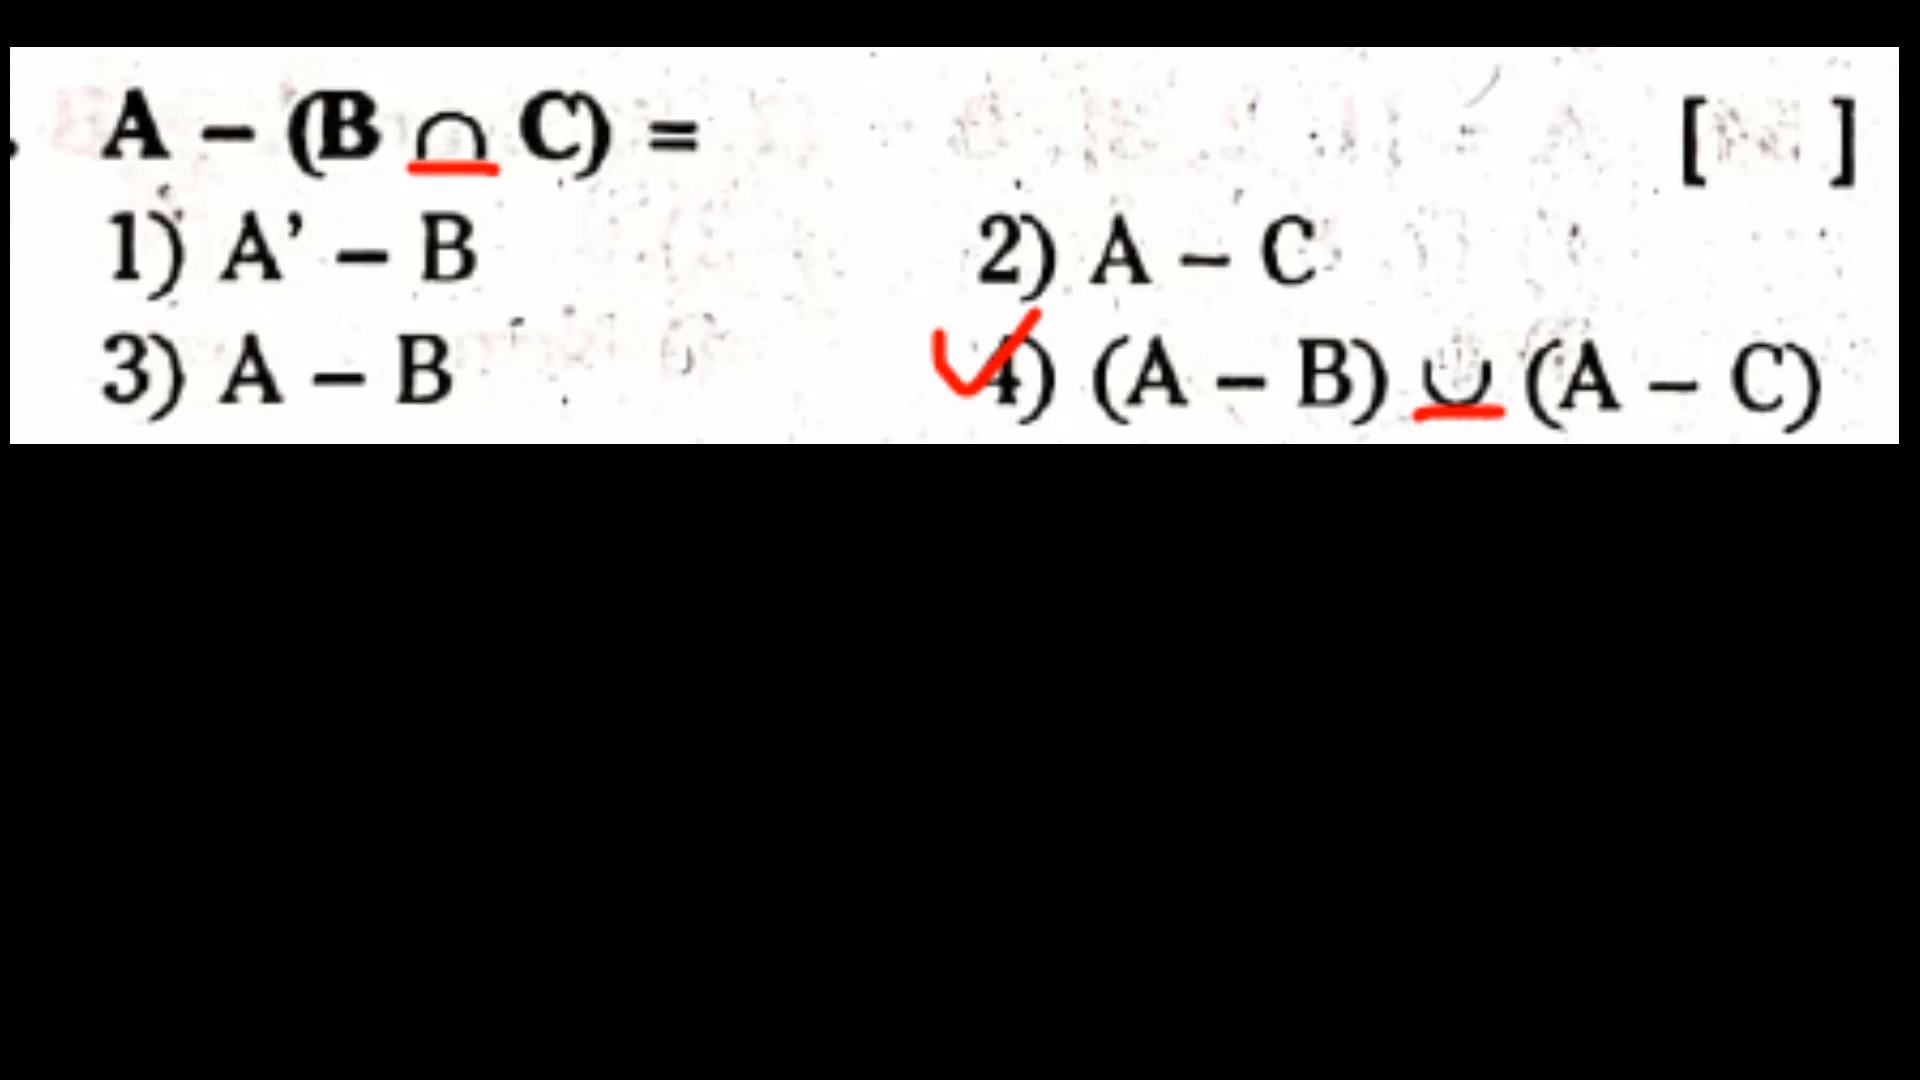 A – (B ∩ C) = [ ]
1) A’ – B 2) A – C
3) A – B 4) (A – B) ∪ (A – C)